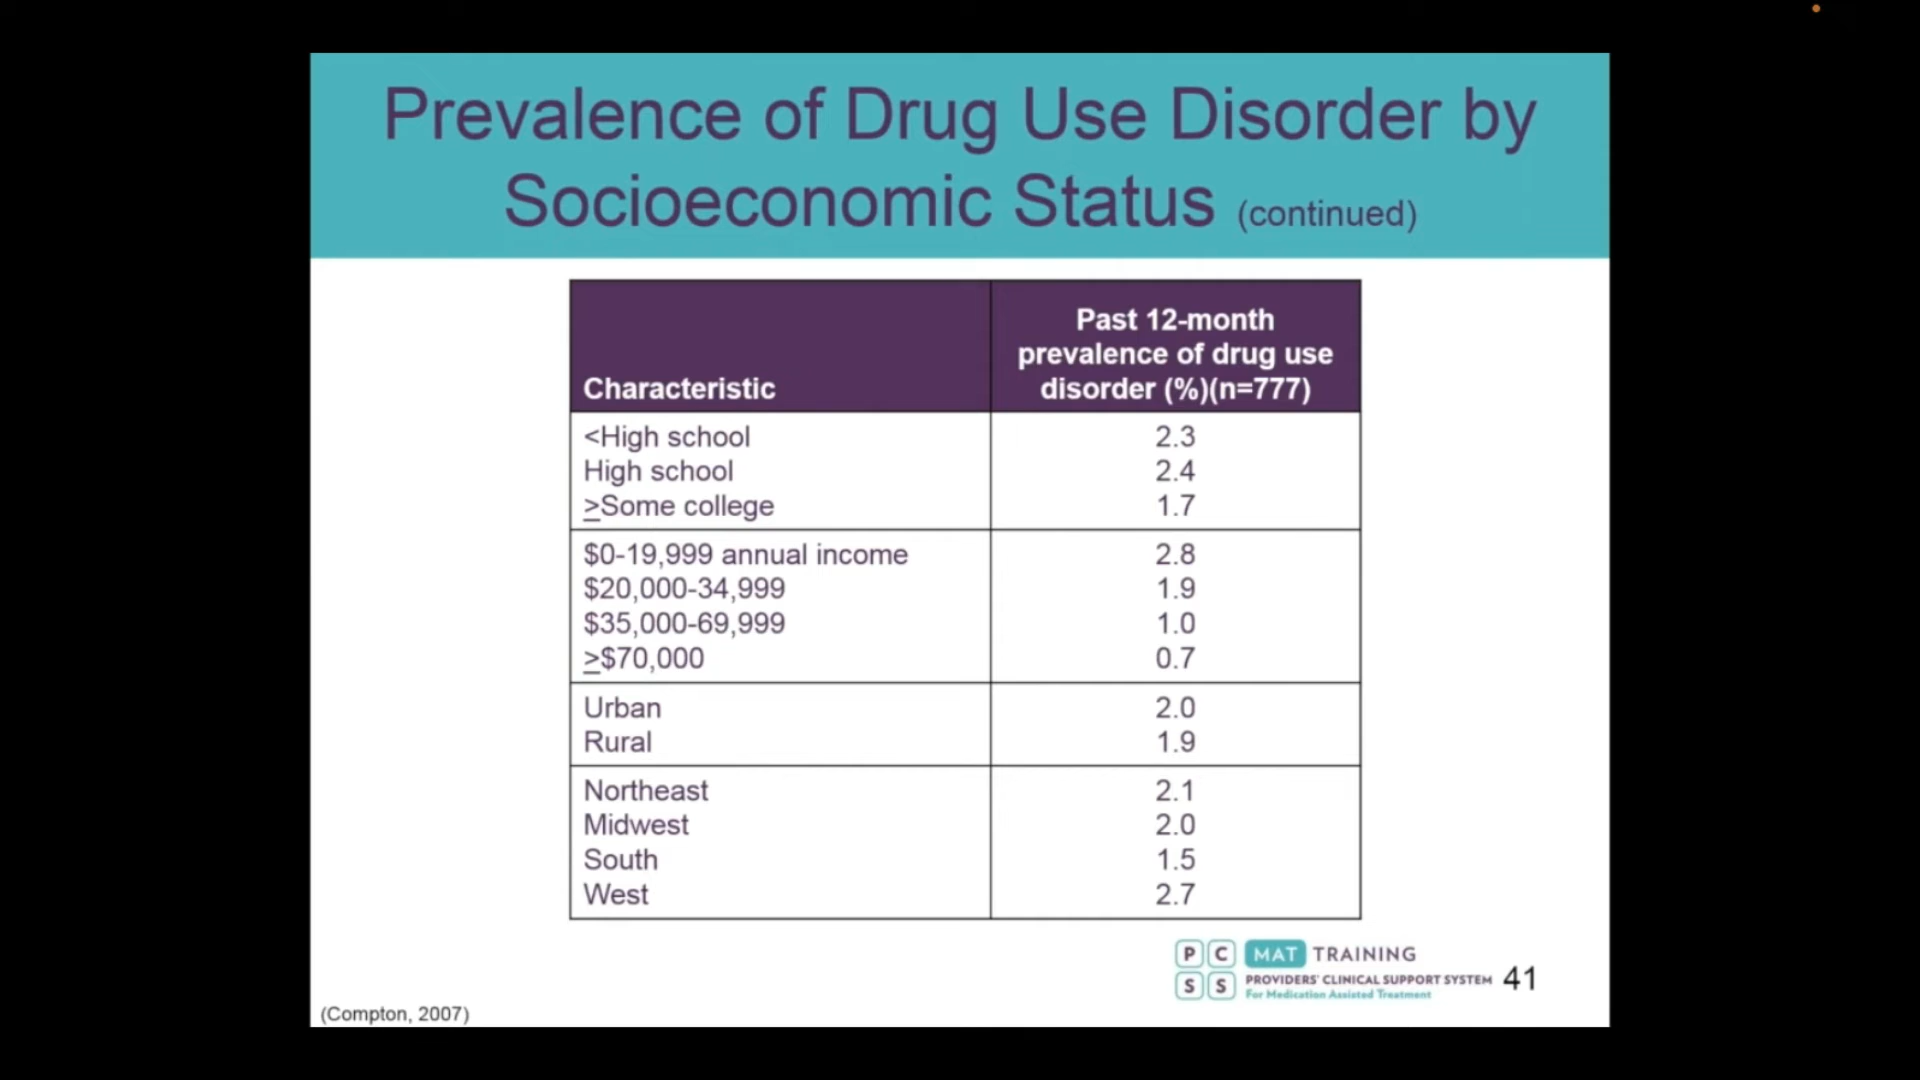 Prevalence of Drug Use Disorder by
Socioeconomic Status (continued)
Characteristic
Past 12-month
prevalence of drug use
disorder (%)(n=777)
<High school 2.3
High school 2.4
≥Some college 1.7
$0-19,999 annual income 2.8
$20,000-34,999 1.9
$35,000-69,999 1.0
≥$70,000 0.7
Urban 2.0
Rural 1.9
Northeast 2.1
Midwest 2.0
South 1.5
West 2.7
PCSS MAT TRAINING
PROVIDERS' CLINICAL SUPPORT SYSTEM
For Medication Assisted Treatment
41
(Compton, 2007)